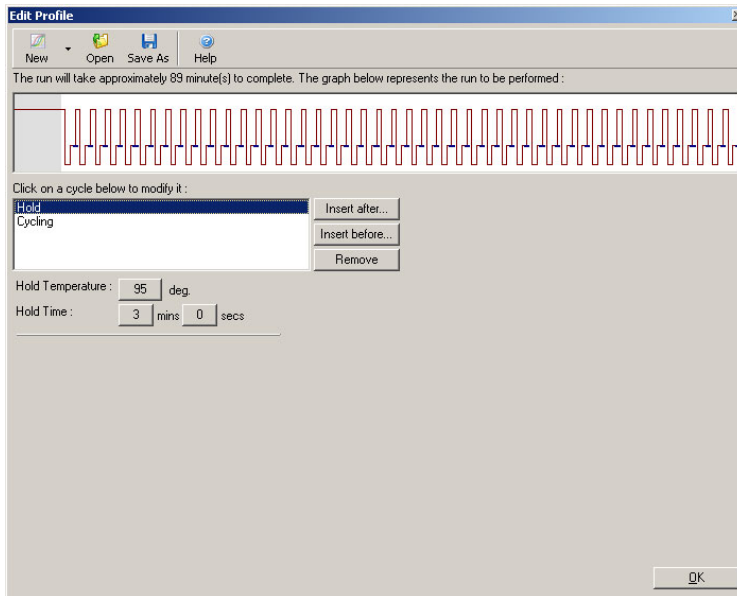 Edit Profile
New Open Save As Help
The run will take approximately 89 minute(s) to complete. The graph below represents the run to be performed :
Click on a cycle below to modify it :
Hold
Cycling
Insert after...
Insert before...
Remove
Hold Temperature : 95 deg.
Hold Time : 3 mins 0 secs
OK